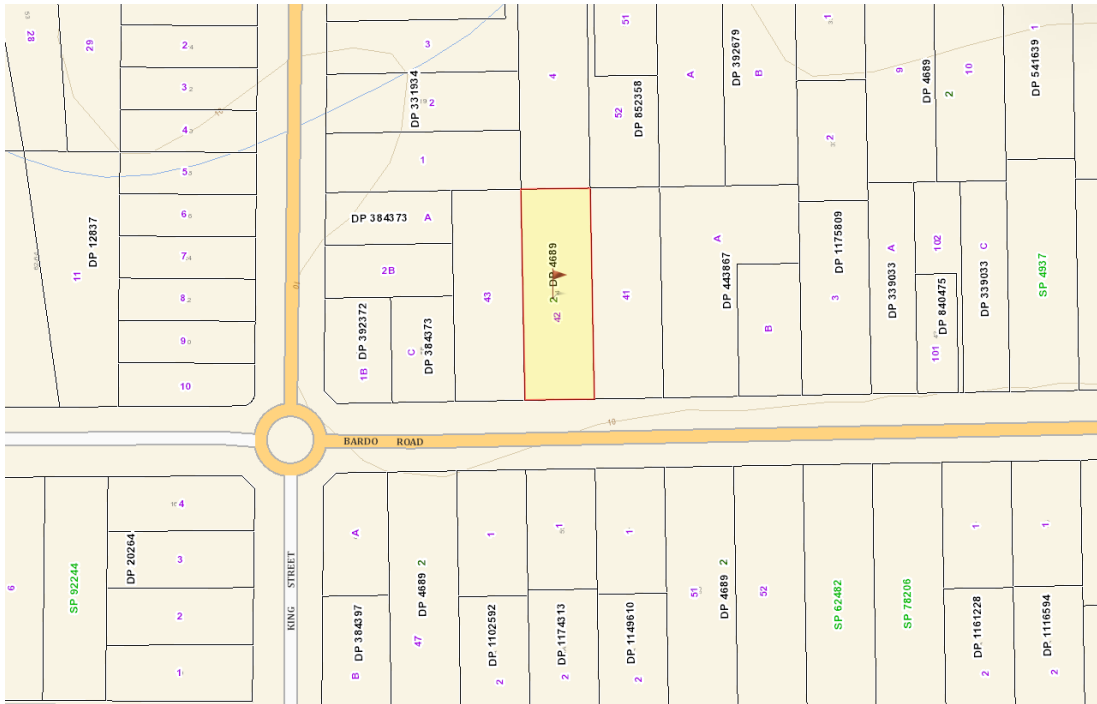 28
29
2
3
4
5
6
7
8
9
10
11
DP 12837
3
2
1
DP 331934
4
51
52
DP 852358
A
DP 392679
B
1
2
9
DP 4689
2
10
1
DP 541639
DP 384373 A
2B
1B
DP 392372
C
DP 384373
43
DP 4689
2
42
41
A
DP 443867
B
DP 1175809
3
DP 339033
A
102
DP 840475
101
DP 339033
C
SP 4937
10
10
10
BARDO ROAD
KING STREET
6
SP 92244
DP 20264
4
3
2
1
A
DP 384397
B
DP 4689 2
47
1
DP 1102592
2
1
DP 1174313
2
1
DP 1149610
2
51
DP 4689 2
52
SP 62482
SP 78206
1
DP 1161228
2
1
DP 1116594
2